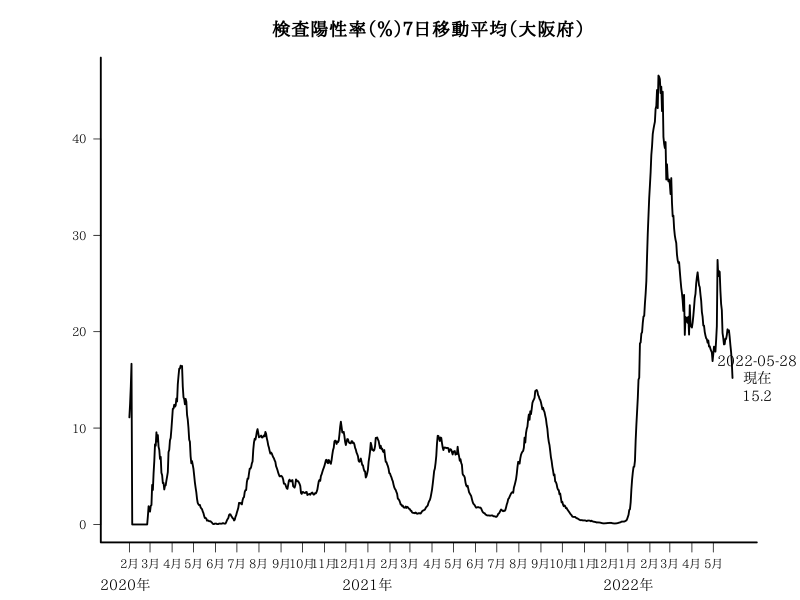 検査陽性率(%)7日移動平均(大阪府)
40
30
20
10
0
2022-05-28
現在
15.2
2月 3月 4月 5月 6月 7月 8月 9月 10月 11月 12月 1月 2月 3月 4月 5月 6月 7月 8月 9月 10月 11月 12月 1月 2月 3月 4月 5月
2020年 2021年 2022年